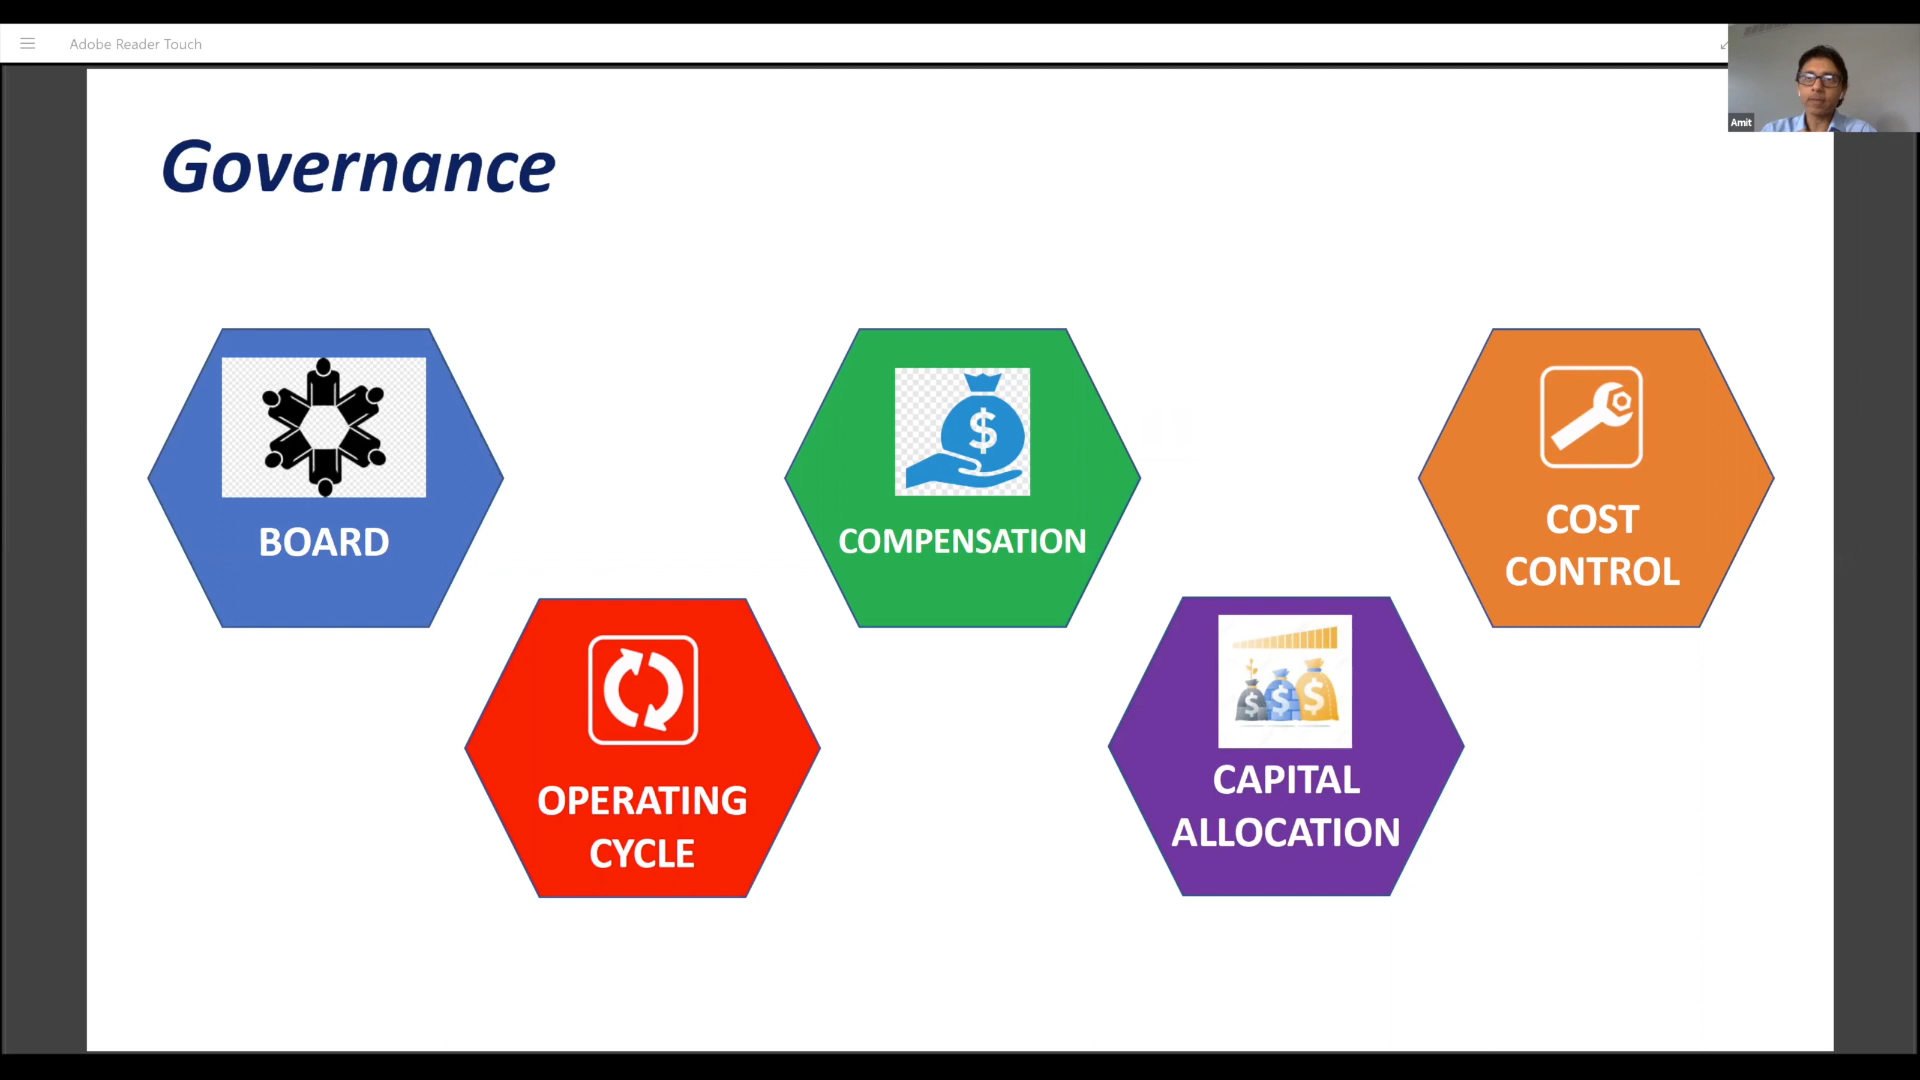 Adobe Reader Touch
Amit
Governance
BOARD
COMPENSATION
COST
CONTROL
OPERATING
CYCLE
$
$ $ $
CAPITAL
ALLOCATION